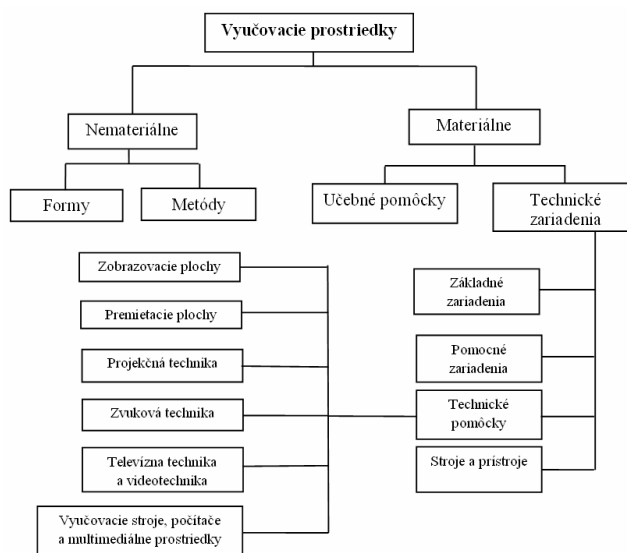 Vyučovacie prostriedky
Nemateriálne
Materiálne
Formy
Metódy
Učebné pomôcky
Technické
zariadenia
Zobrazovacie plochy
Premietacie plochy
Projekčná technika
Zvuková technika
Televízna technika
a videotechnika
Vyučovacie stroje, počítače
a multimediálne prostriedky
Základné
zariadenia
Pomocné
zariadenia
Technické
pomôcky
Stroje a prístroje